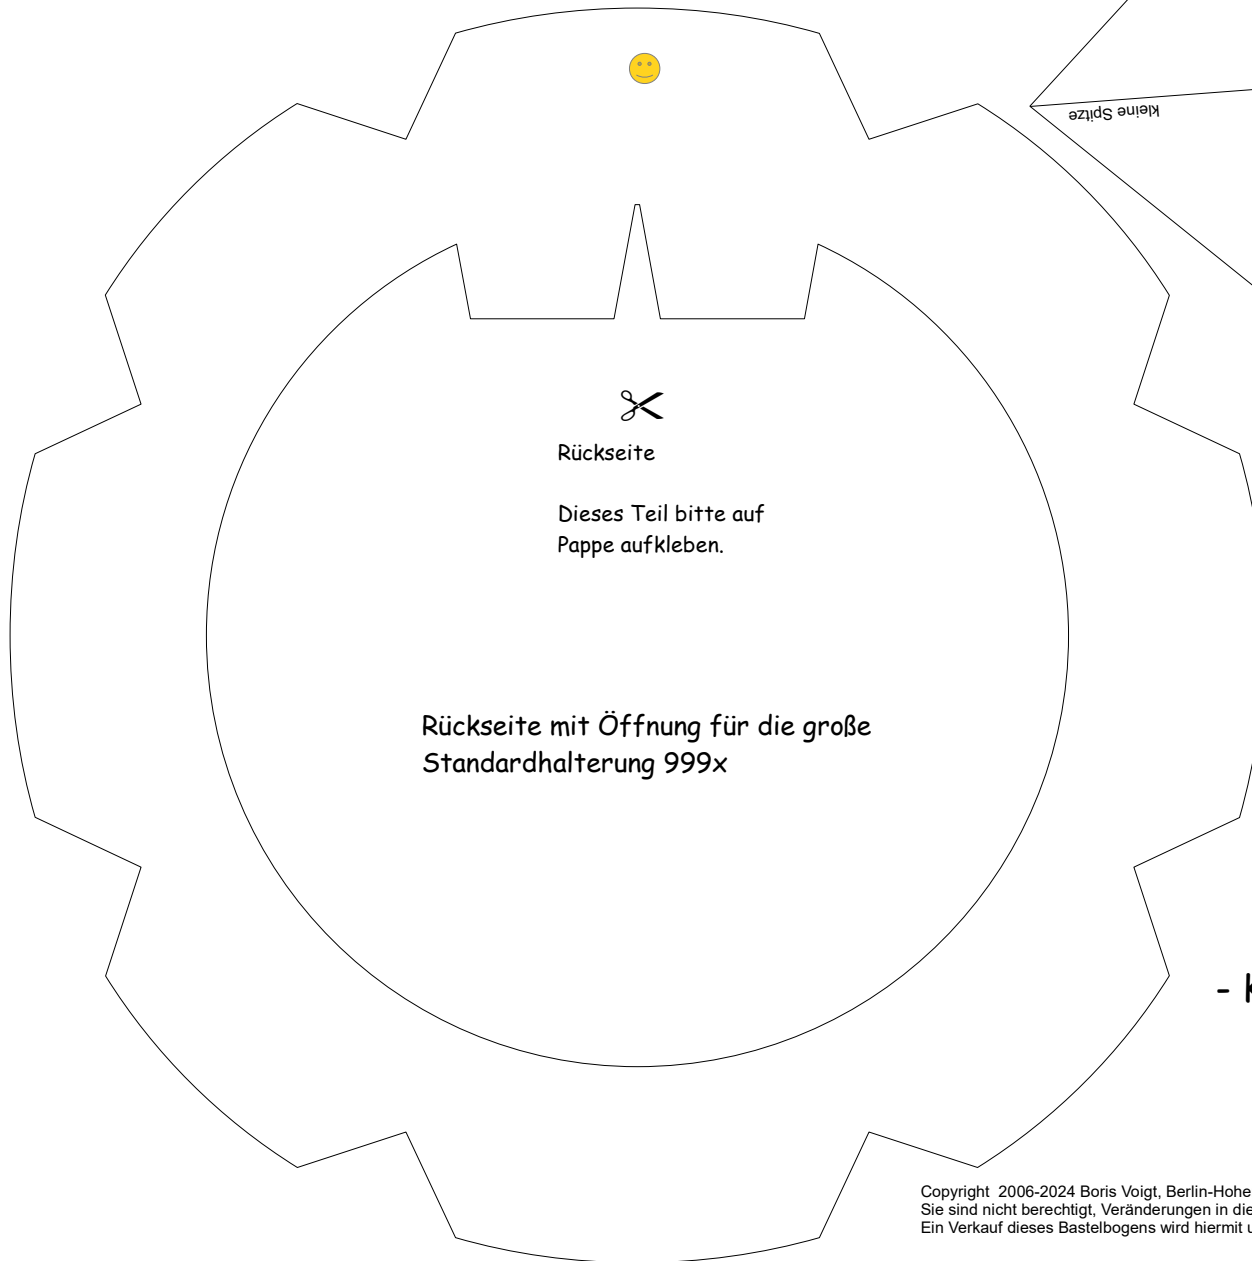 kleine Spitze
Rückseite
Dieses Teil bitte auf
Pappe aufkleben.
Rückseite mit Öffnung für die große
Standardhalterung 999x
- K
Copyright  2006-2024 Boris Voigt, Berlin-Hohe
Sie sind nicht berechtigt, Veränderungen in die
Ein Verkauf dieses Bastelbogens wird hiermit u